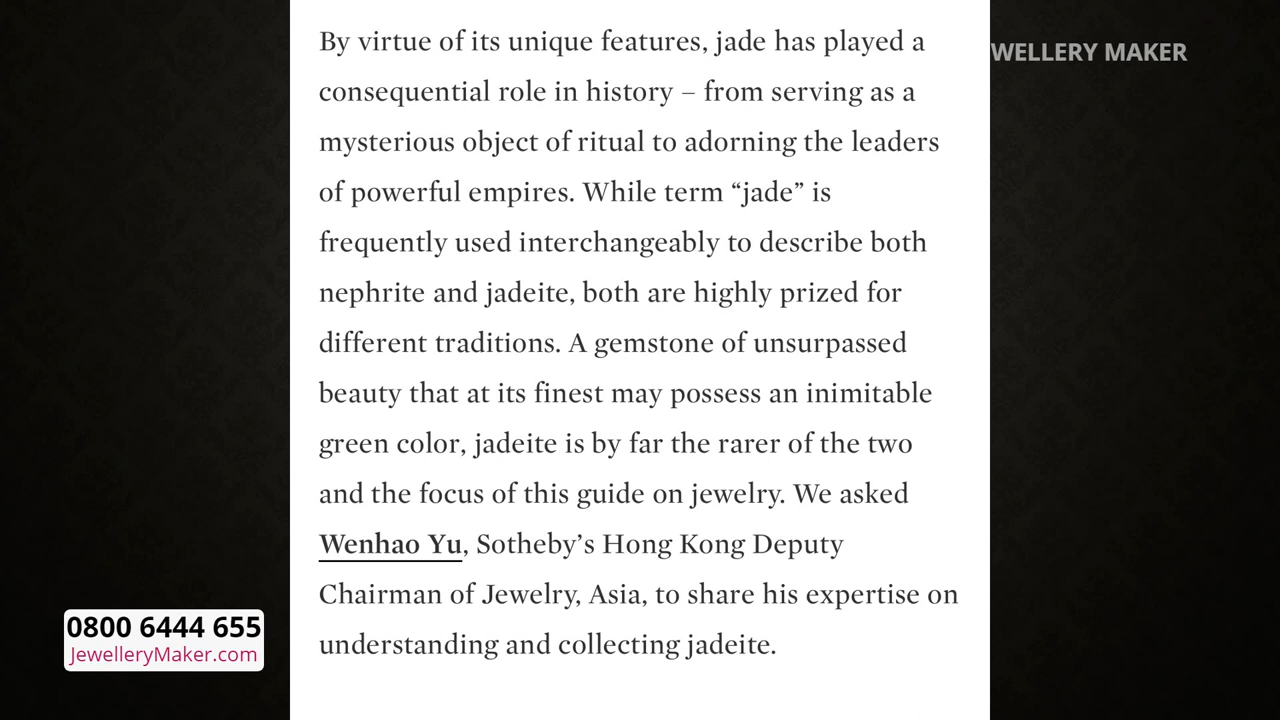 By virtue of its unique features, jade has played a
consequential role in history – from serving as a
mysterious object of ritual to adorning the leaders
of powerful empires. While term “jade” is
frequently used interchangeably to describe both
nephrite and jadeite, both are highly prized for
different traditions. A gemstone of unsurpassed
beauty that at its finest may possess an inimitable
green color, jadeite is by far the rarer of the two
and the focus of this guide on jewelry. We asked
Wenhao Yu, Sotheby’s Hong Kong Deputy
Chairman of Jewelry, Asia, to share his expertise on
understanding and collecting jadeite.
WELLERY MAKER
0800 6444 655
JewelleryMaker.com